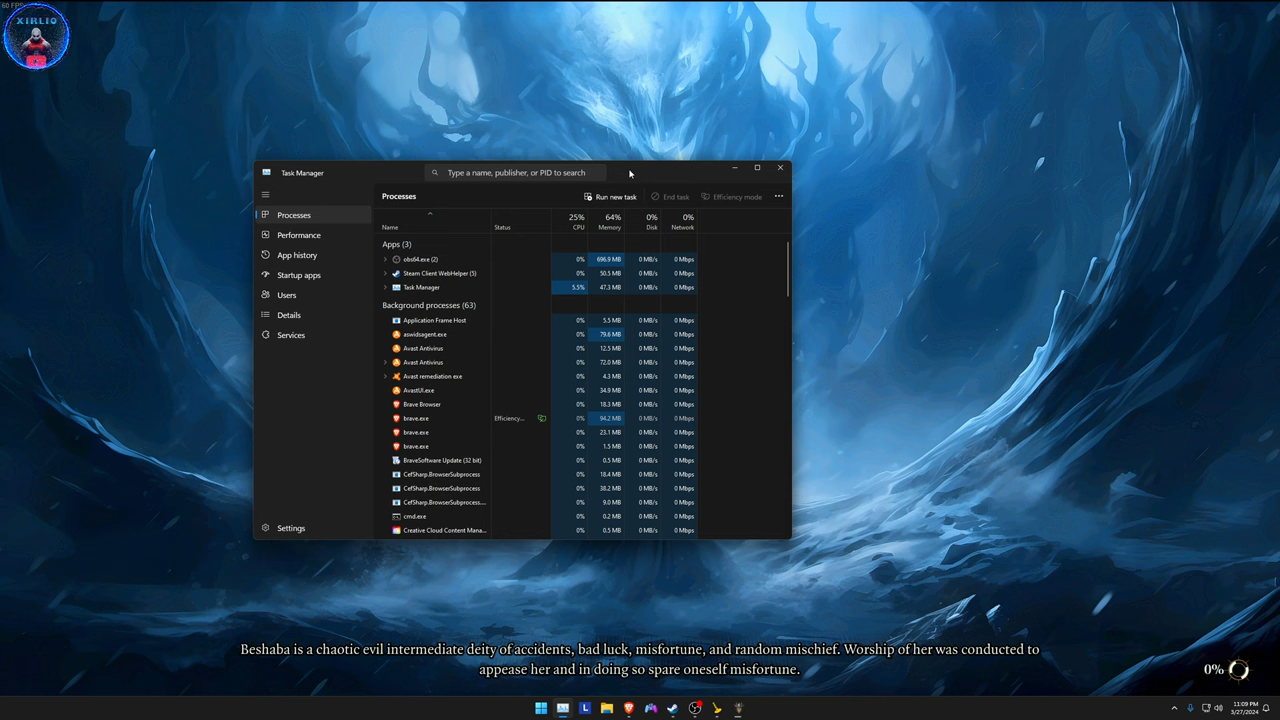 60 FPS
XIRLIO
Task Manager
Type a name, publisher, or PID to search
Processes
Run new task
End task
Efficiency mode
Processes
Performance
App history
Startup apps
Users
Details
Services
Settings
25% 64% 0% 0%
Name Status CPU Memory Disk Network
Apps (3)
obs64.exe (2) 0% 696.9 MB 0 MB/s 0 Mbps
Steam Client WebHelper (5) 0% 50.5 MB 0 MB/s 0 Mbps
Task Manager 5.5% 47.3 MB 0 MB/s 0 Mbps
Background processes (63)
Application Frame Host 0% 5.5 MB 0 MB/s 0 Mbps
aswidsagent.exe 0% 79.6 MB 0 MB/s 0 Mbps
Avast Antivirus 0% 12.5 MB 0 MB/s 0 Mbps
Avast Antivirus 0% 72.0 MB 0 MB/s 0 Mbps
Avast remediation exe 0% 4.3 MB 0 MB/s 0 Mbps
AvastUI.exe 0% 34.9 MB 0 MB/s 0 Mbps
Brave Browser 0% 18.3 MB 0 MB/s 0 Mbps
brave.exe Efficiency... 0% 94.2 MB 0 MB/s 0 Mbps
brave.exe 0% 23.1 MB 0 MB/s 0 Mbps
brave.exe 0% 1.5 MB 0 MB/s 0 Mbps
BraveSoftware Update (32 bit) 0% 0.5 MB 0 MB/s 0 Mbps
CefSharp.BrowserSubprocess 0% 18.4 MB 0 MB/s 0 Mbps
CefSharp.BrowserSubprocess 0% 38.2 MB 0 MB/s 0 Mbps
CefSharp.BrowserSubprocess.... 0% 9.0 MB 0 MB/s 0 Mbps
cmd.exe 0% 0.2 MB 0 MB/s 0 Mbps
Creative Cloud Content Mana... 0% 0.5 MB 0 MB/s 0 Mbps
Beshaba is a chaotic evil intermediate deity of accidents, bad luck, misfortune, and random mischief. Worship of her was conducted to
appease her and in doing so spare oneself misfortune.
0%
L
11:09 PM
3/27/2024